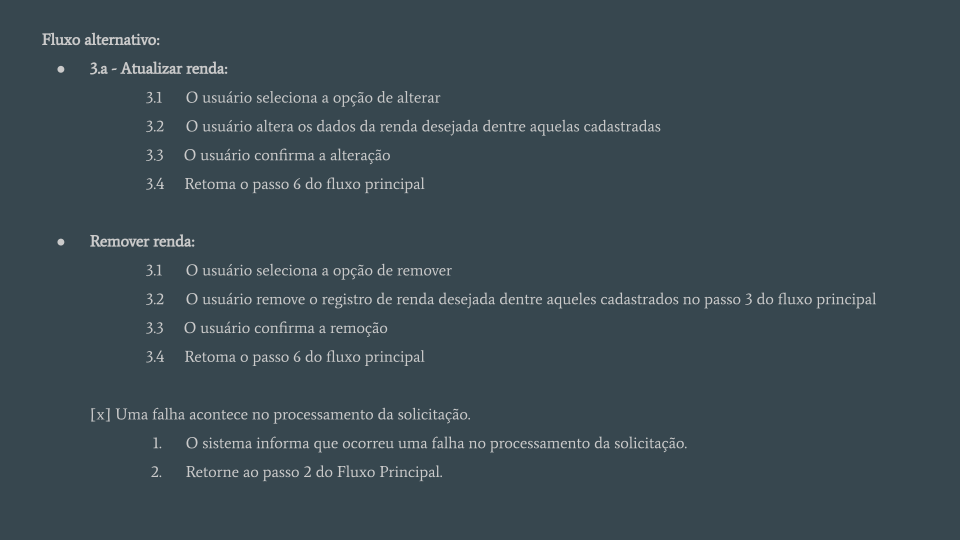 Fluxo alternativo:
● 3.a - Atualizar renda:
3.1 O usuário seleciona a opção de alterar
3.2 O usuário altera os dados da renda desejada dentre aquelas cadastradas
3.3 O usuário confirma a alteração
3.4 Retoma o passo 6 do fluxo principal
● Remover renda:
3.1 O usuário seleciona a opção de remover
3.2 O usuário remove o registro de renda desejada dentre aqueles cadastrados no passo 3 do fluxo principal
3.3 O usuário confirma a remoção
3.4 Retoma o passo 6 do fluxo principal
[x] Uma falha acontece no processamento da solicitação.
1. O sistema informa que ocorreu uma falha no processamento da solicitação.
2. Retorne ao passo 2 do Fluxo Principal.